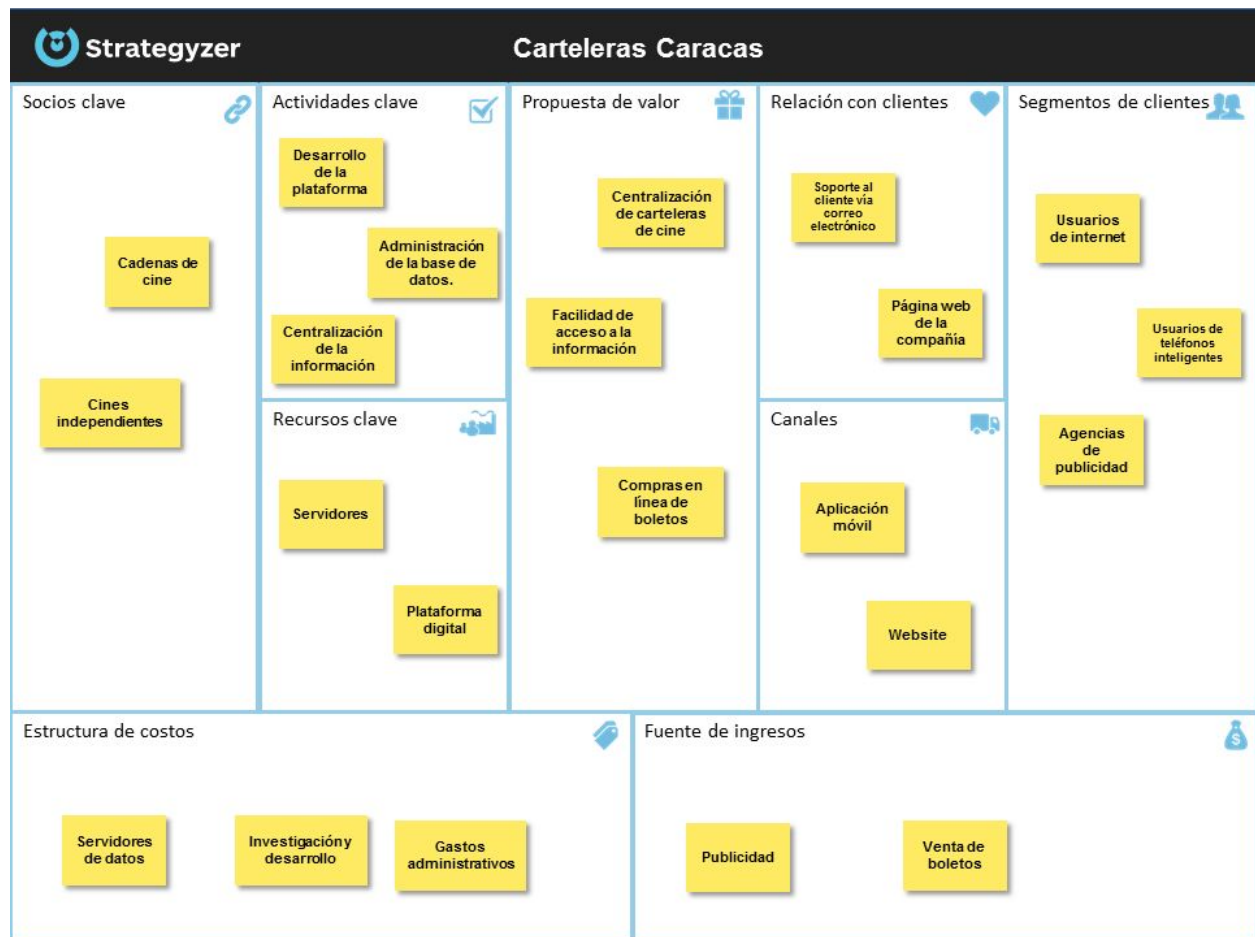 Strategyzer
Carteleras Caracas
Socios clave
Cadenas de
cine
Cines
independientes
Actividades clave
Desarrollo
de la
plataforma
Administración
de la base de
datos.
Centralización
de la
información
Recursos clave
Servidores
Plataforma
digital
Propuesta de valor
Centralización
de carteleras
de cine
Facilidad de
acceso a la
información
Compras en
línea de
boletos
Relación con clientes
Soporte al
cliente vía
correo
electrónico
Página web
de la
compañía
Canales
Aplicación
móvil
Website
Segmentos de clientes
Usuarios
de internet
Usuarios de
teléfonos
inteligentes
Agencias
de
publicidad
Estructura de costos
Servidores
de datos
Investigación y
desarrollo
Gastos
administrativos
Fuente de ingresos
$
Publicidad
Venta de
boletos